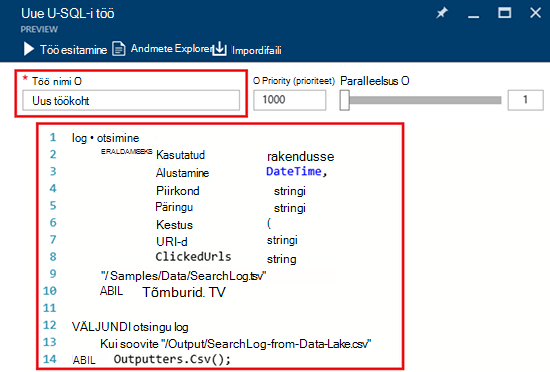 Uue U-SQL-i töö
PREVIEW
Töö esitamine Andmete Explorer Impordifaili
* Töö nimi O O Priority (prioriteet) Paralleelsus O
Uus töökoht 1000 1
1 log • otsimine
2 ERALDAMISEKS Kasutatud rakendusse
3 Alustamine DateTime,
4 Piirkond stringi
5 Päringu stringi
6 Kestus (
7 URI-d stringi
8 ClickedUrls string
9 "/ Samples/Data/SearchLog.tsv"
10 ABIL Tõmburid. TV
11
12 VÄLJUNDI otsingu log
13 Kui soovite "/Output/SearchLog-from-Data-Lake.csv"
14 ABIL Outputters.Csv();